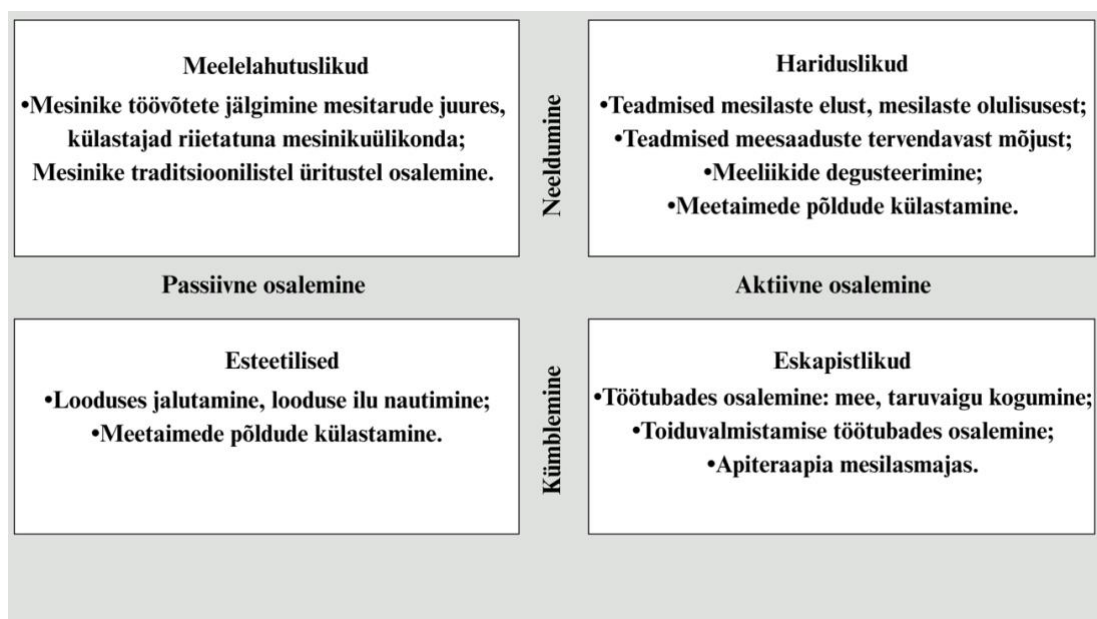 Meelelahutuslikud
•Mesinike töövõtete jälgimine mesitarude juures,
külastajad riietatuna mesinikuülikonda;
Mesinike traditsioonilistel üritustel osalemine.
Neeldumine
Hariduslikud
•Teadmised mesilaste elust, mesilaste olulisusest;
•Teadmised meesaaduste tervendavast mõjust;
•Meeliikide degusteerimine;
•Meetaimede põldude külastamine.
Passiivne osalemine
Aktiivne osalemine
Esteetilised
•Looduses jalutamine, looduse ilu nautimine;
•Meetaimede põldude külastamine.
Kümblemine
Eskapistlikud
•Töötubades osalemine: mee, taruvaigu kogumine;
•Toiduvalmistamise töötubades osalemine;
•Apiteraapia mesilasmajas.